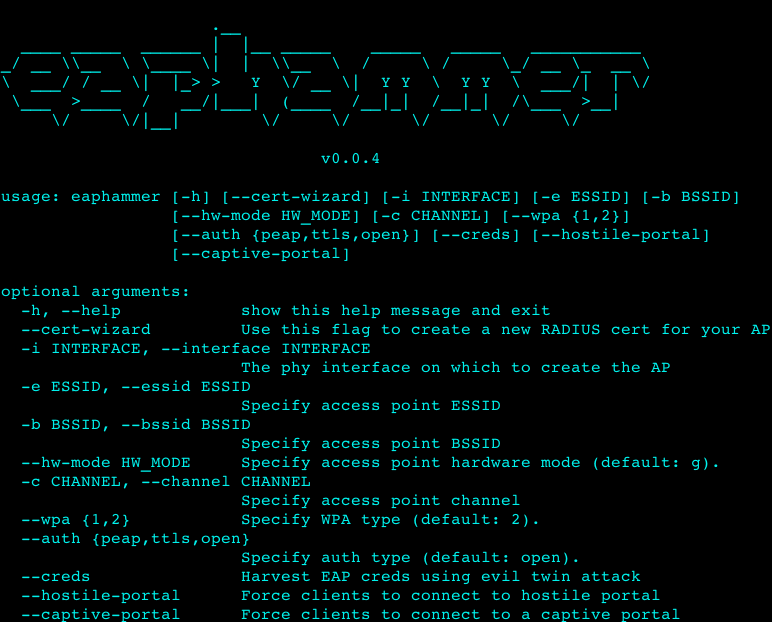 v0.0.4
usage: eaphammer [-h] [--cert-wizard] [-i INTERFACE] [-e ESSID] [-b BSSID]
[--hw-mode HW_MODE] [-c CHANNEL] [--wpa {1,2}]
[--auth {peap,ttls,open}] [--creds] [--hostile-portal]
[--captive-portal]
optional arguments:
-h, --help show this help message and exit
--cert-wizard Use this flag to create a new RADIUS cert for your AP
-i INTERFACE, --interface INTERFACE
The phy interface on which to create the AP
-e ESSID, --essid ESSID
Specify access point ESSID
-b BSSID, --bssid BSSID
Specify access point BSSID
--hw-mode HW_MODE Specify access point hardware mode (default: g).
-c CHANNEL, --channel CHANNEL
Specify access point channel
--wpa {1,2} Specify WPA type (default: 2).
--auth {peap,ttls,open}
Specify auth type (default: open).
--creds Harvest EAP creds using evil twin attack
--hostile-portal Force clients to connect to hostile portal
--captive-portal Force clients to connect to a captive portal